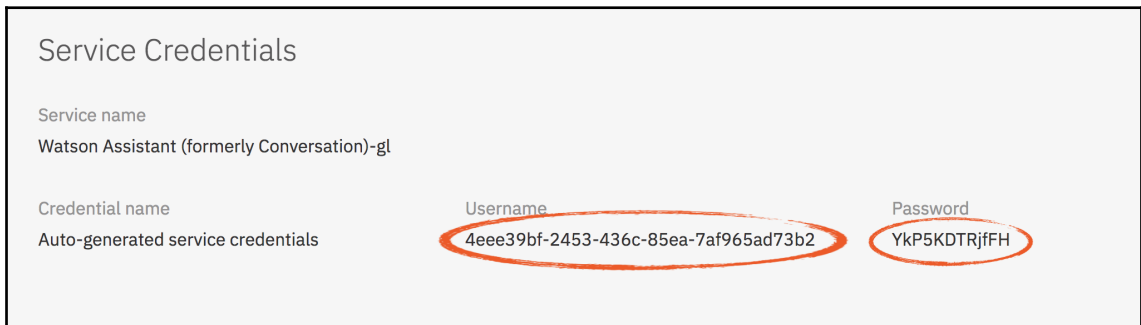 Service Credentials
Service name
Watson Assistant (formerly Conversation)-gl
Credential name Username Password
Auto-generated service credentials 4eee39bf-2453-436c-85ea-7af965ad73b2 YkP5KDTRjfFH